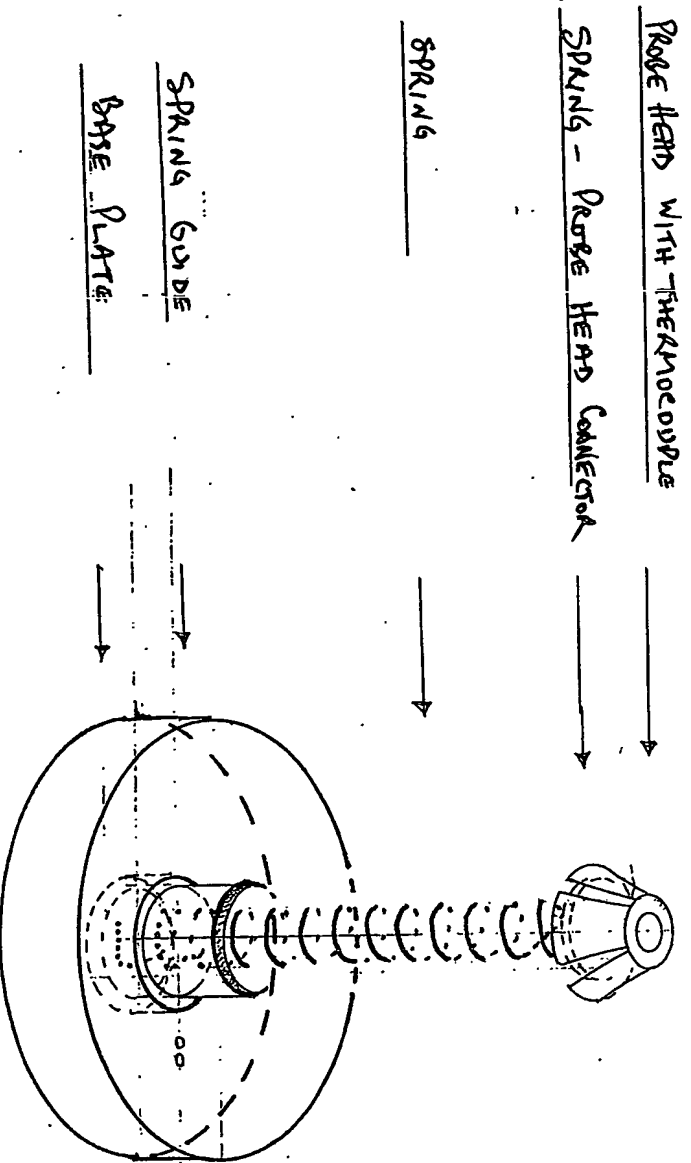 PROBE HEAD WITH THERMOCOUPLE
SPRING - PROBE HEAD CONNECTOR
SPRING
SPRING GUIDE
BASE PLATE